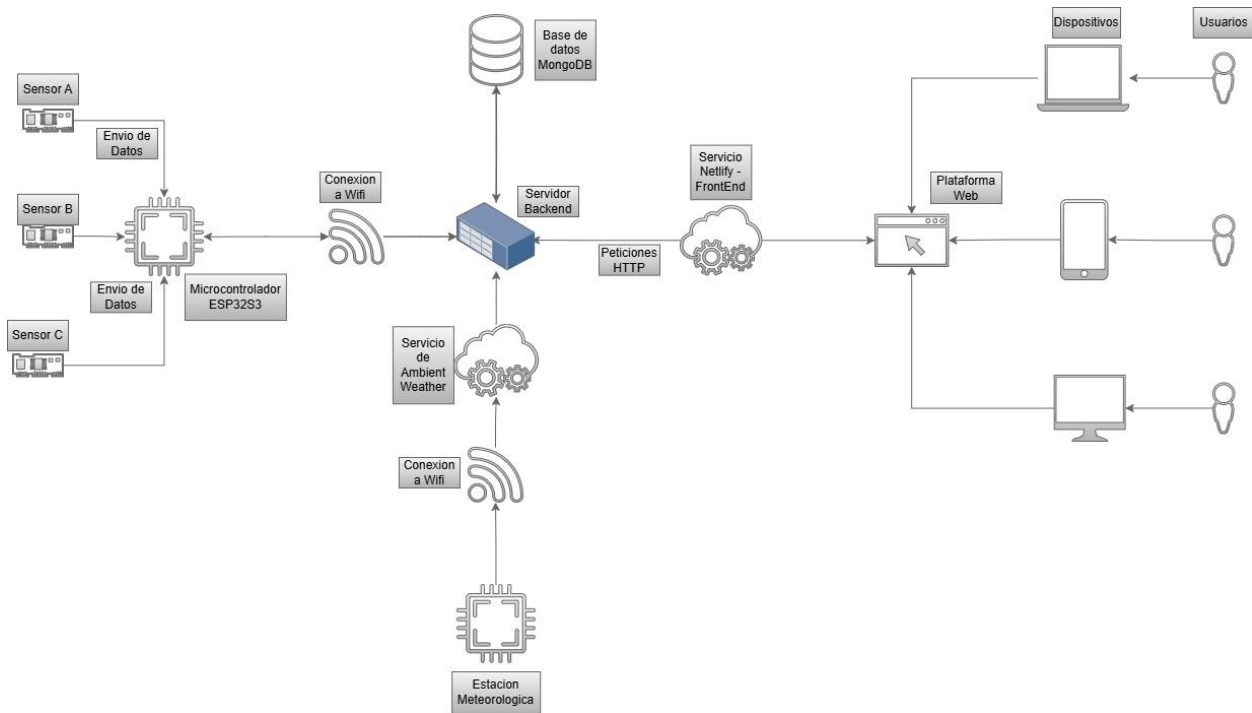 Dispositivos
Usuarios
Base de
datos
MongoDB
Sensor A
Envio de
Datos
Servicio
Netlify -
FrontEnd
Conexion
a Wifi
Servidor
Backend
Plataforma
Web
Sensor B
Peticiones
HTTP
Envio de
Datos
Microcontrolador
ESP32S3
Sensor C
Servicio
de
Ambient
Weather
Conexion
a Wifi
Estacion
Meteorologica